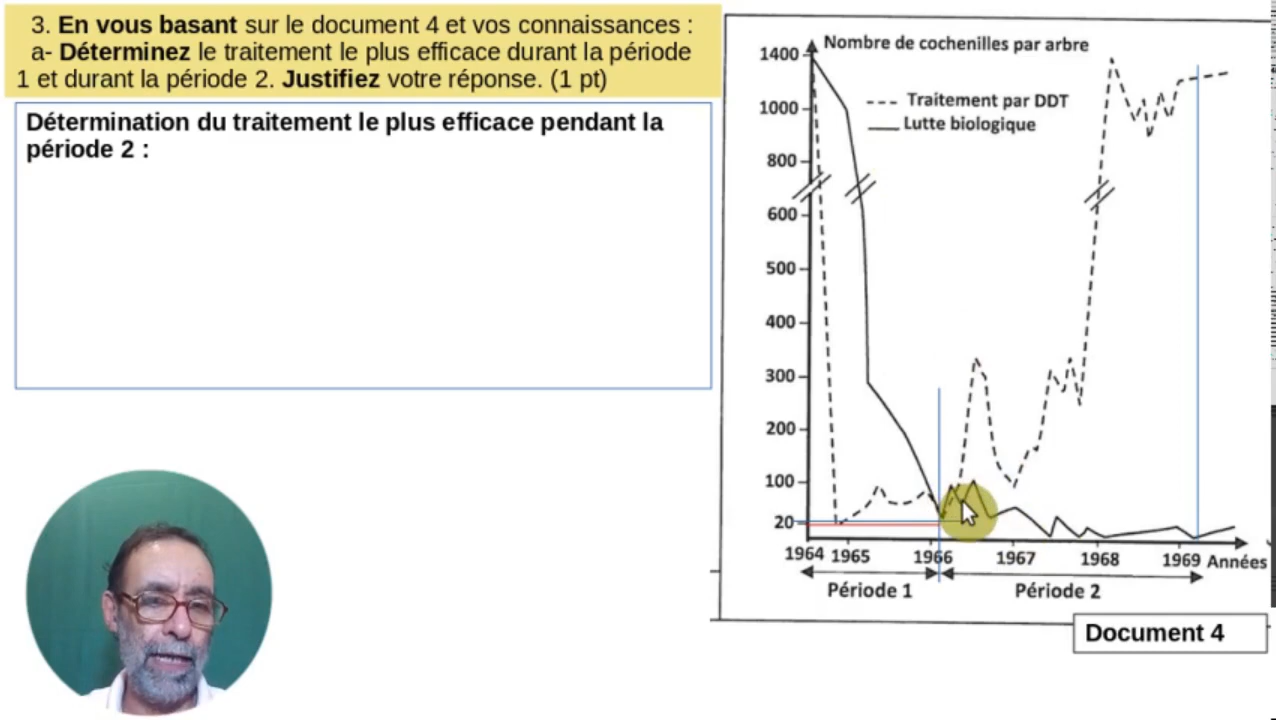 3. En vous basant sur le document 4 et vos connaissances :
a- Déterminez le traitement le plus efficace durant la période
1 et durant la période 2. Justifiez votre réponse. (1 pt)
Détermination du traitement le plus efficace pendant la
période 2 :
Nombre de cochenilles par arbre
Traitement par DDT
Lutte biologique
1400
1000
800
600
500
400
300
200
100
20
1964 1965 1966 1967 1968 1969 Années
Période 1 Période 2
Document 4